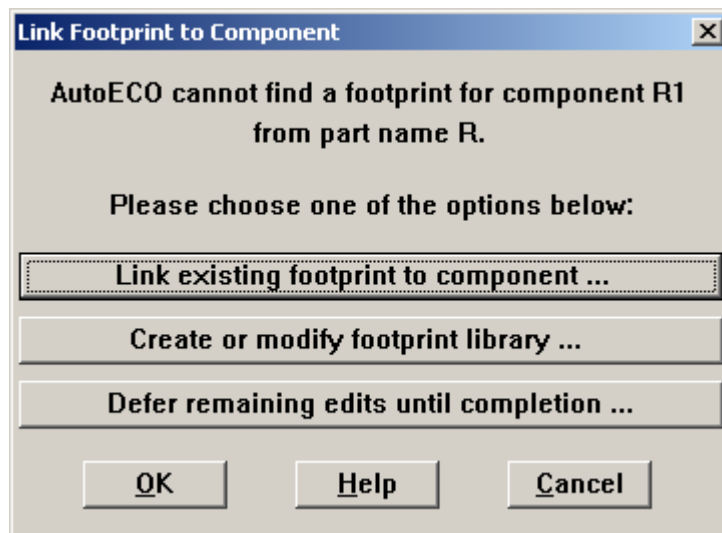 Link Footprint to Component
AutoECO cannot find a footprint for component R1
from part name R.
Please choose one of the options below:
Link existing footprint to component ...
Create or modify footprint library ...
Defer remaining edits until completion ...
OK Help Cancel